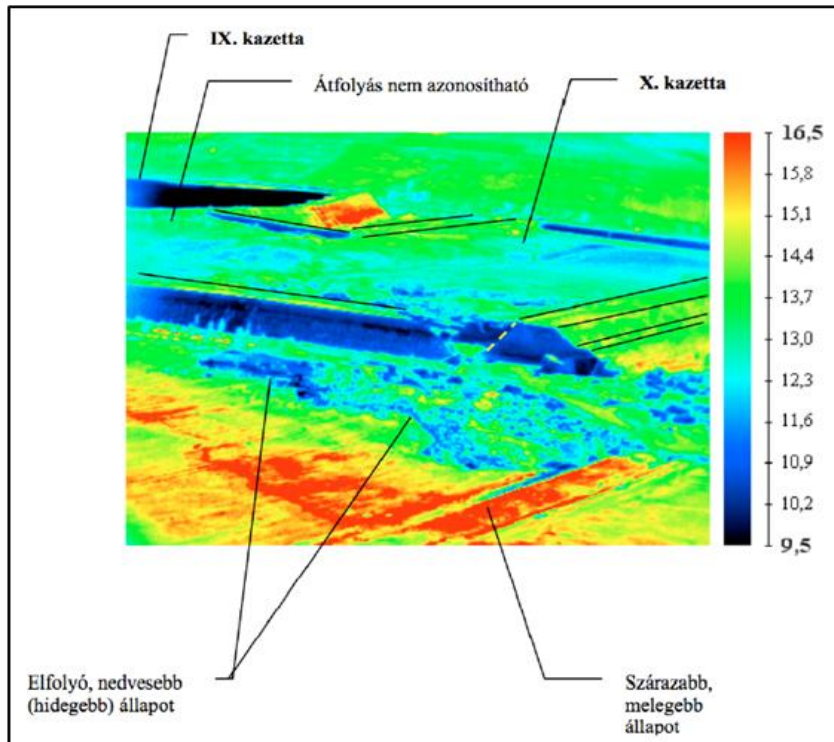 IX. kazetta
Átfolyás nem azonosítható
X. kazetta
16,5
15,8
15,1
14,4
13,7
13,0
12,3
11,6
10,9
10,2
9,5
Elfolyó, nedvesebb
(hidegebb) állapot
Szárazabb,
melegebb
állapot